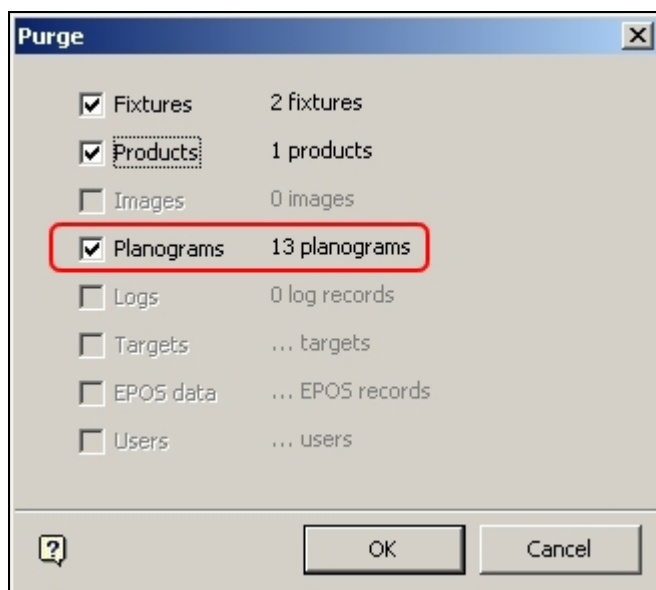 Purge
Fixtures 2 fixtures
Products 1 products
Images 0 images
Planograms 13 planograms
Logs 0 log records
Targets ... targets
EPOS data ... EPOS records
Users ... users
? OK Cancel